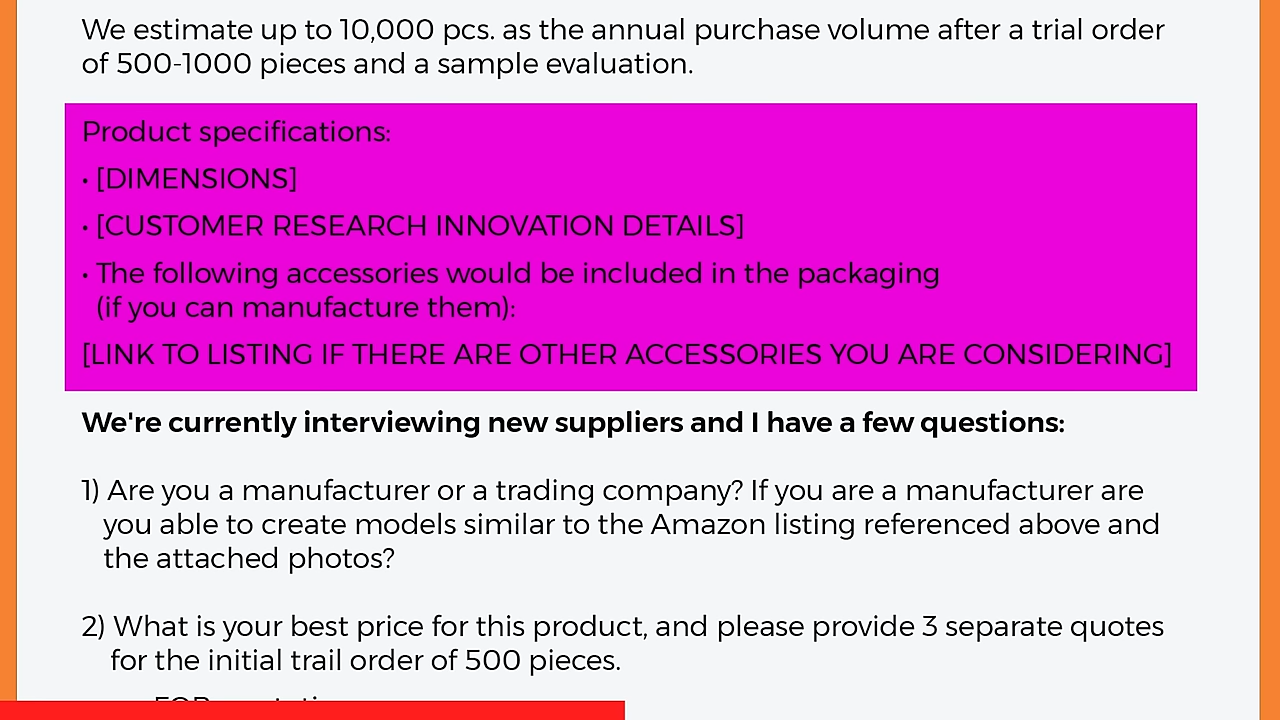 We estimate up to 10,000 pcs. as the annual purchase volume after a trial order
of 500-1000 pieces and a sample evaluation.
Product specifications:
• [DIMENSIONS]
• [CUSTOMER RESEARCH INNOVATION DETAILS]
• The following accessories would be included in the packaging
(if you can manufacture them):
[LINK TO LISTING IF THERE ARE OTHER ACCESSORIES YOU ARE CONSIDERING]
We're currently interviewing new suppliers and I have a few questions:
1) Are you a manufacturer or a trading company? If you are a manufacturer are
you able to create models similar to the Amazon listing referenced above and
the attached photos?
2) What is your best price for this product, and please provide 3 separate quotes
for the initial trail order of 500 pieces.